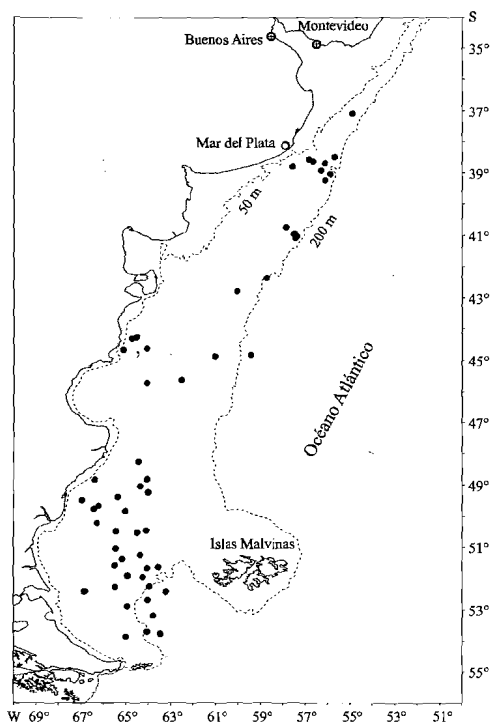 S
35°
Montevideo
Buenos Aires
37°
Mar del Plata
39°
50 m
200 m
41°
43°
45°
Océano Atlántico
47°
49°
Islas Malvinas
51°
53°
55°
W 69° 67° 65° 63° 61° 59° 57° 55° 53° 51°